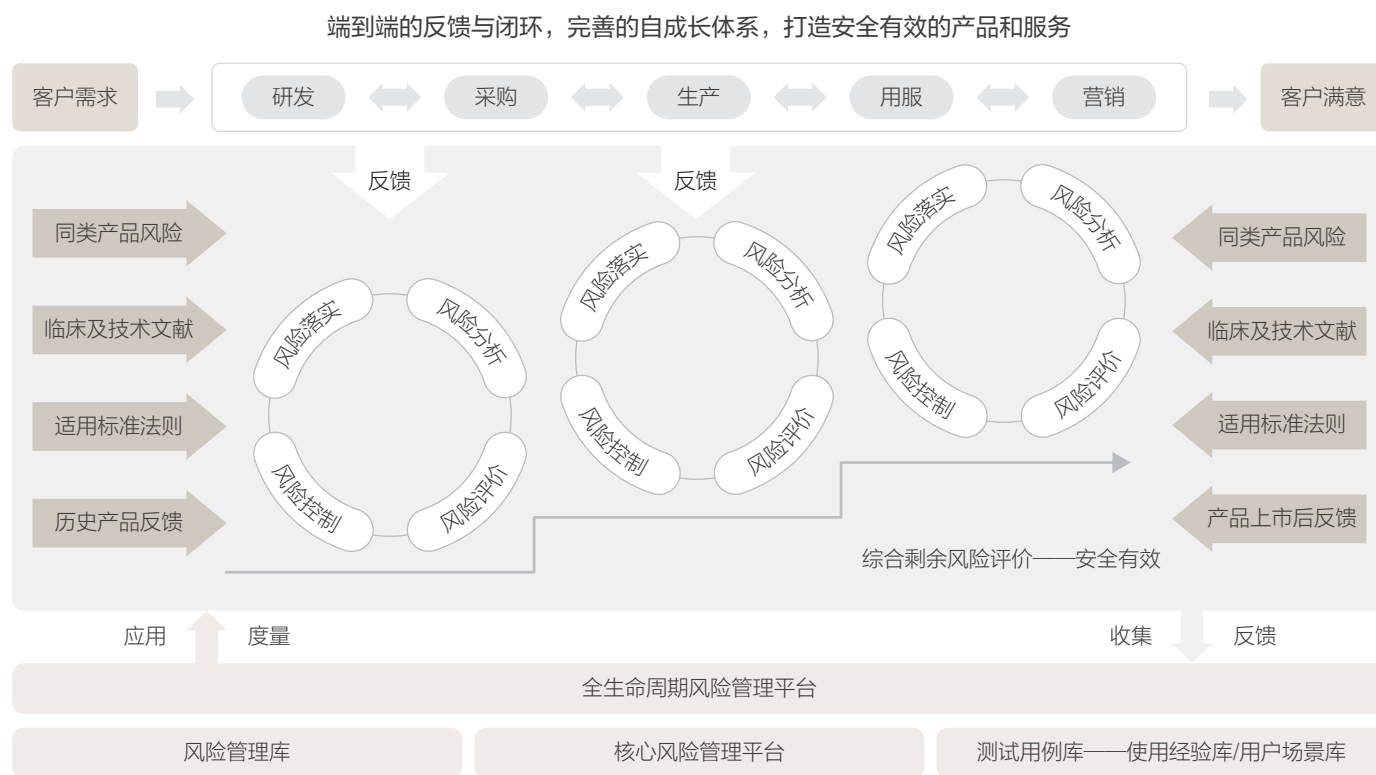 端到端的反馈与闭环，完善的自成长体系，打造安全有效的产品和服务
客户需求
研发
采购
生产
用服
营销
客户满意
反馈
反馈
同类产品风险
临床及技术文献
适用标准法则
历史产品反馈
风险落实
风险分析
风险控制
风险评价
风险落实
风险分析
风险控制
风险评价
风险落实
风险分析
风险控制
风险评价
同类产品风险
临床及技术文献
适用标准法则
产品上市后反馈
综合剩余风险评价——安全有效
应用
度量
收集
反馈
全生命周期风险管理平台
风险管理库
核心风险管理平台
测试用例库——使用经验库/用户场景库